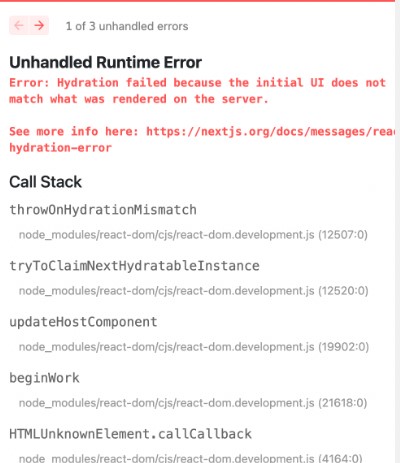 ← → 1 of 3 unhandled errors
Unhandled Runtime Error
Error: Hydration failed because the initial UI does not
match what was rendered on the server.
See more info here: https://nextjs.org/docs/messages/reac
hydration-error
Call Stack
throwOnHydrationMismatch
node_modules/react-dom/cjs/react-dom.development.js (12507:0)
tryToClaimNextHydratableInstance
node_modules/react-dom/cjs/react-dom.development.js (12520:0)
updateHostComponent
node_modules/react-dom/cjs/react-dom.development.js (19902:0)
beginWork
node_modules/react-dom/cjs/react-dom.development.js (21618:0)
HTMLUnknownElement.callCallback
node_modules/react-dom/cjs/react-dom.development.js (4164:0)